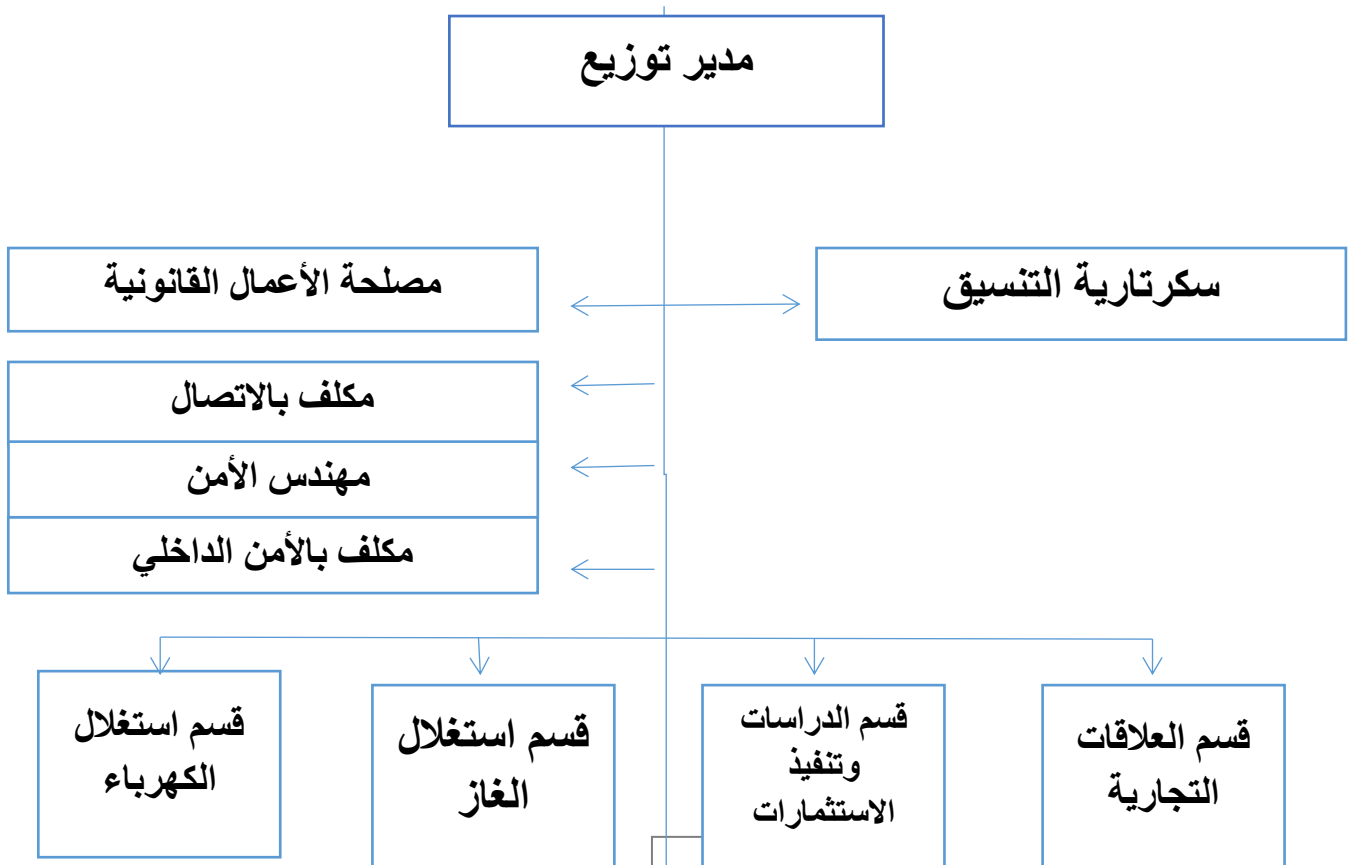 مدير توزيع
سكرتارية التنسيق
مصلحة الأعمال القانونية
مكلف بالاتصال
مهندس الأمن
مكلف بالأمن الداخلي
قسم العلاقات
التجارية
قسم الدراسات
وتنفيذ
الاستثمارات
قسم استغلال
الغاز
قسم استغلال
الكهرباء